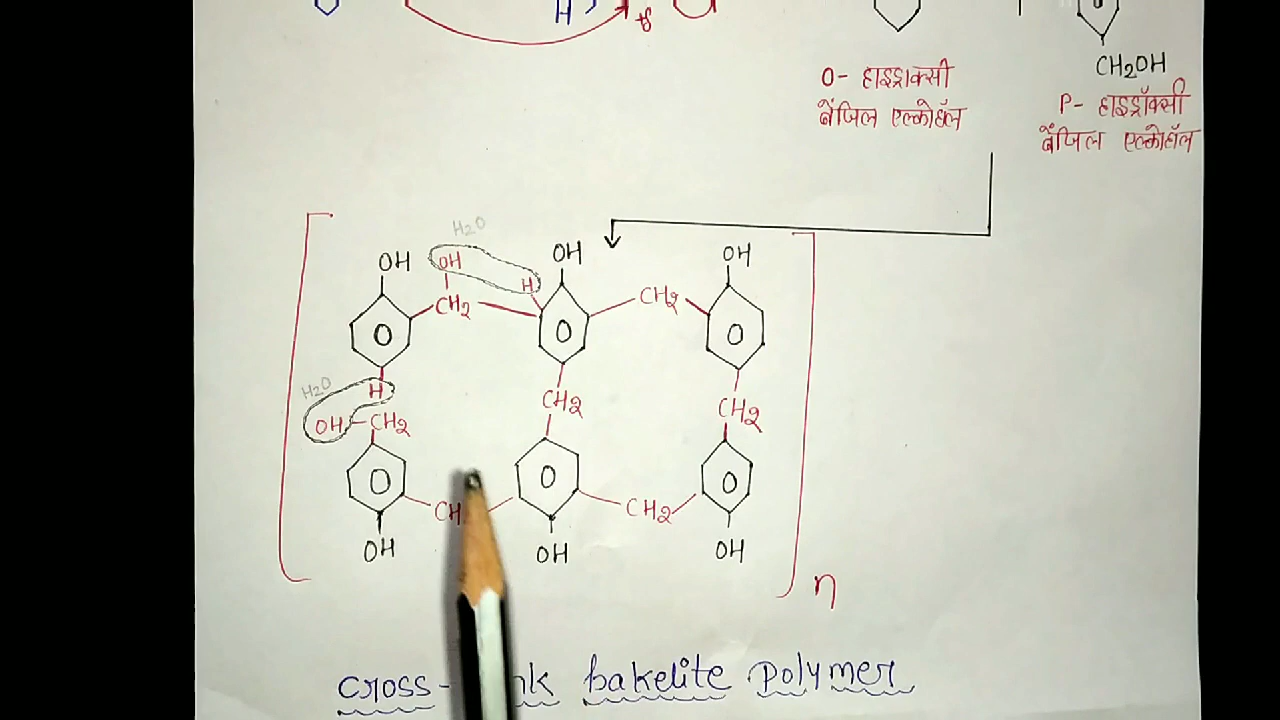 H
+δ
CH2OH
O- हाइड्राक्सी
बेंजिल एल्कोहॉल
P- हाइड्रॉक्सी
बेंजिल एल्कोहॉल
H2O
OH OH OH OH
H
CH2 CH2
H2O
H
OH CH2 CH2 CH2
CH2
OH OH OH
n
cross- bakelite polymer